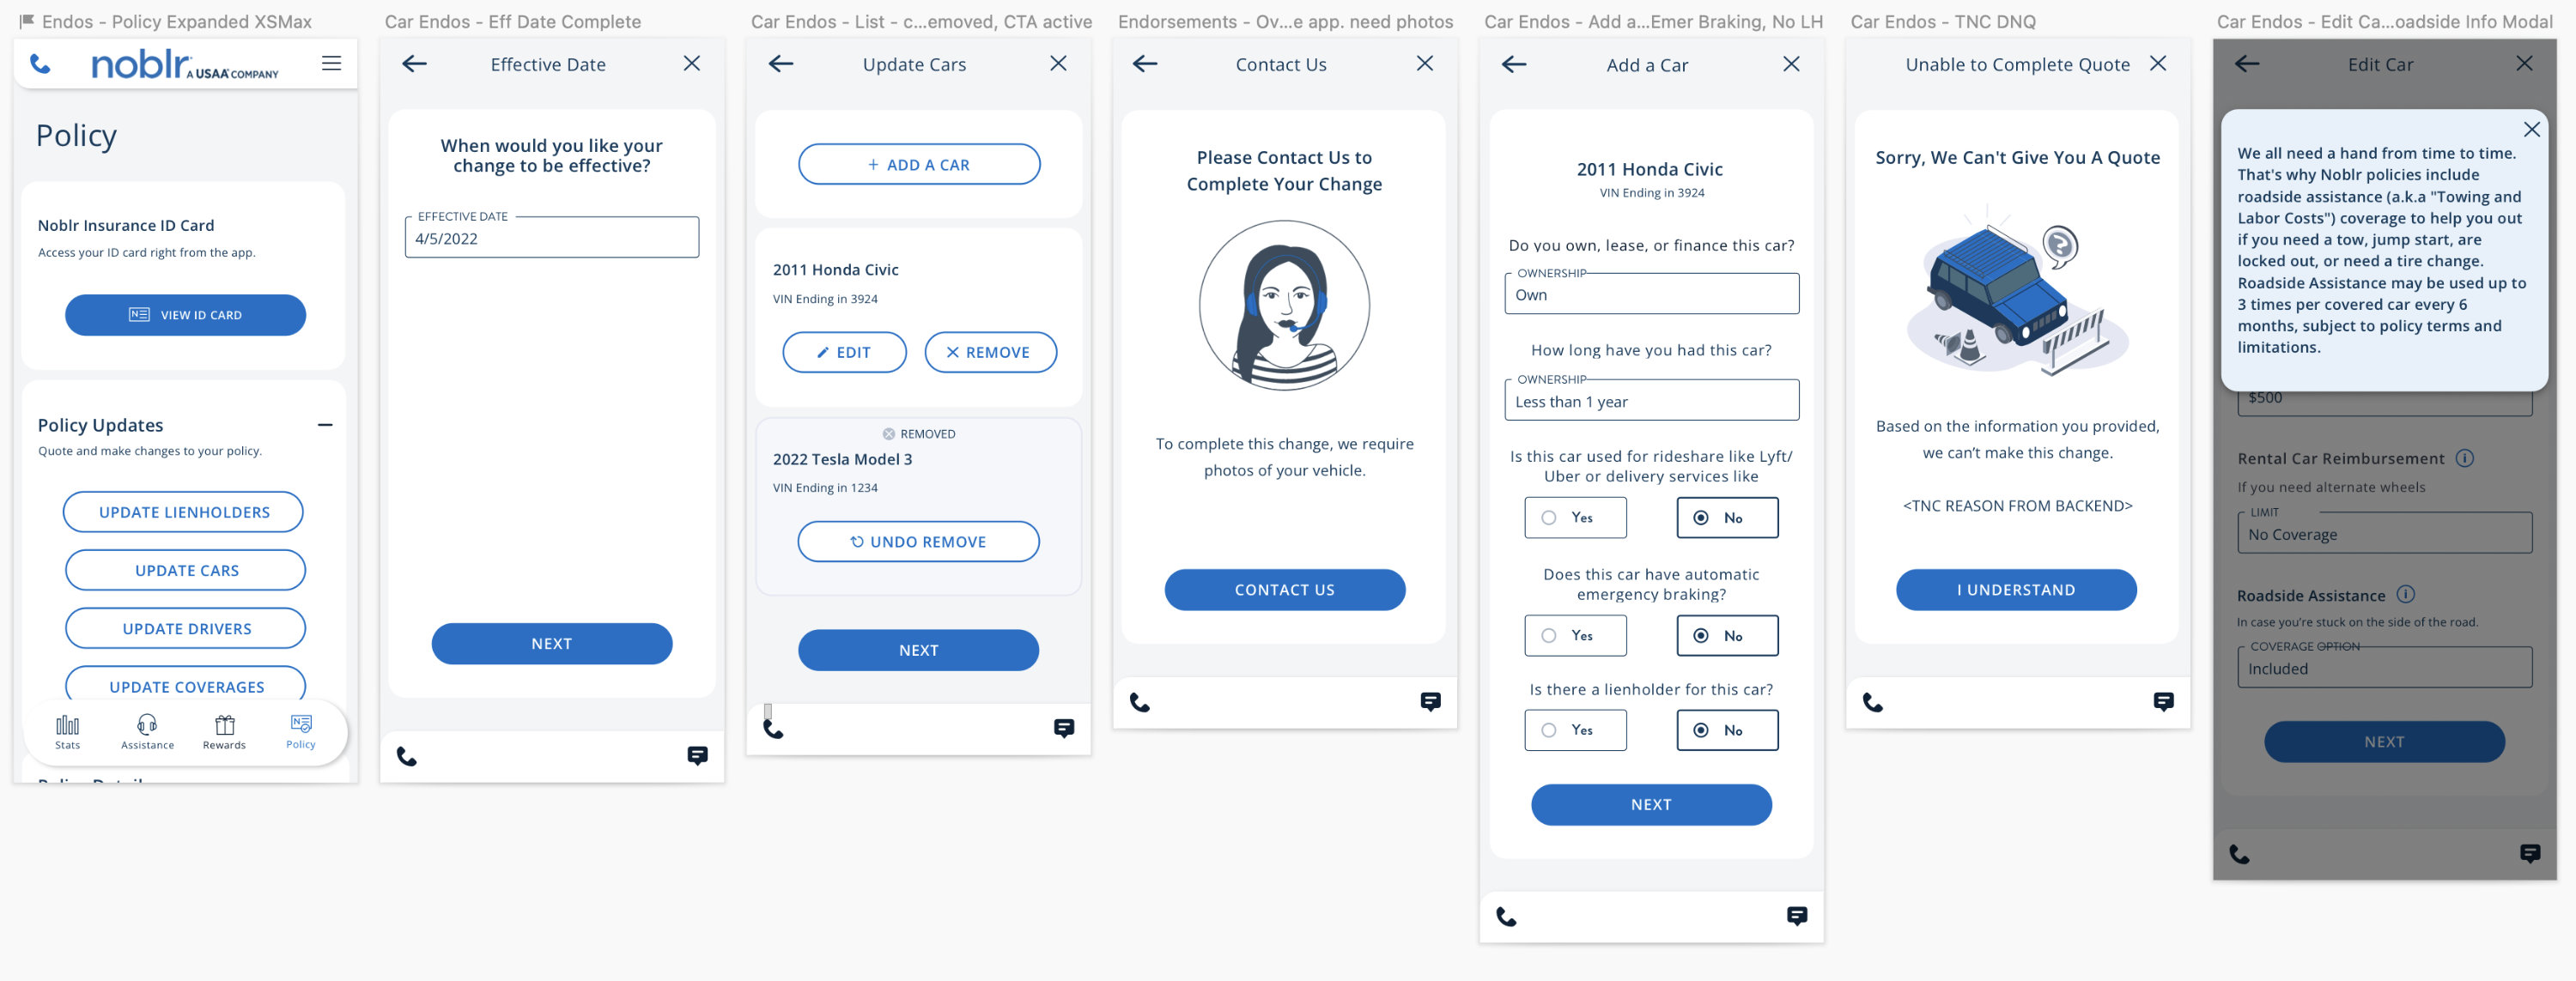 Endos - Policy Expanded XSMax
noblr A USAA COMPANY
Policy
Noblr Insurance ID Card
Access your ID card right from the app.
VIEW ID CARD
Policy Updates
Quote and make changes to your policy.
UPDATE LIENHOLDERS
UPDATE CARS
UPDATE DRIVERS
UPDATE COVERAGES
Stats Assistance Rewards Policy
Car Endos - Eff Date Complete
Effective Date
When would you like your
change to be effective?
EFFECTIVE DATE
4/5/2022
NEXT
Car Endos - List - c...emoved, CTA active
Update Cars
+ ADD A CAR
2011 Honda Civic
VIN Ending in 3924
EDIT REMOVE
REMOVED
2022 Tesla Model 3
VIN Ending in 1234
UNDO REMOVE
NEXT
Endorsements - Ov...e app. need photos
Contact Us
Please Contact Us to
Complete Your Change
To complete this change, we require
photos of your vehicle.
CONTACT US
Car Endos - Add a...Emer Braking, No LH
Add a Car
2011 Honda Civic
VIN Ending in 3924
Do you own, lease, or finance this car?
OWNERSHIP
Own
How long have you had this car?
OWNERSHIP
Less than 1 year
Is this car used for rideshare like Lyft/
Uber or delivery services like
Yes No
Does this car have automatic
emergency braking?
Yes No
Is there a lienholder for this car?
Yes No
NEXT
Car Endos - TNC DNQ
Unable to Complete Quote
Sorry, We Can't Give You A Quote
?
Based on the information you provided,
we can't make this change.
<TNC REASON FROM BACKEND>
I UNDERSTAND
Car Endos - Edit Ca...oadside Info Modal
Edit Car
We all need a hand from time to time.
That's why Noblr policies include
roadside assistance (a.k.a "Towing and
Labor Costs") coverage to help you out
if you need a tow, jump start, are
locked out, or need a tire change.
Roadside Assistance may be used up to
3 times per covered car every 6
months, subject to policy terms and
limitations.
$500
Rental Car Reimbursement
If you need alternate wheels
LIMIT
No Coverage
Roadside Assistance
In case you're stuck on the side of the road.
COVERAGE OPTION
Included
NEXT